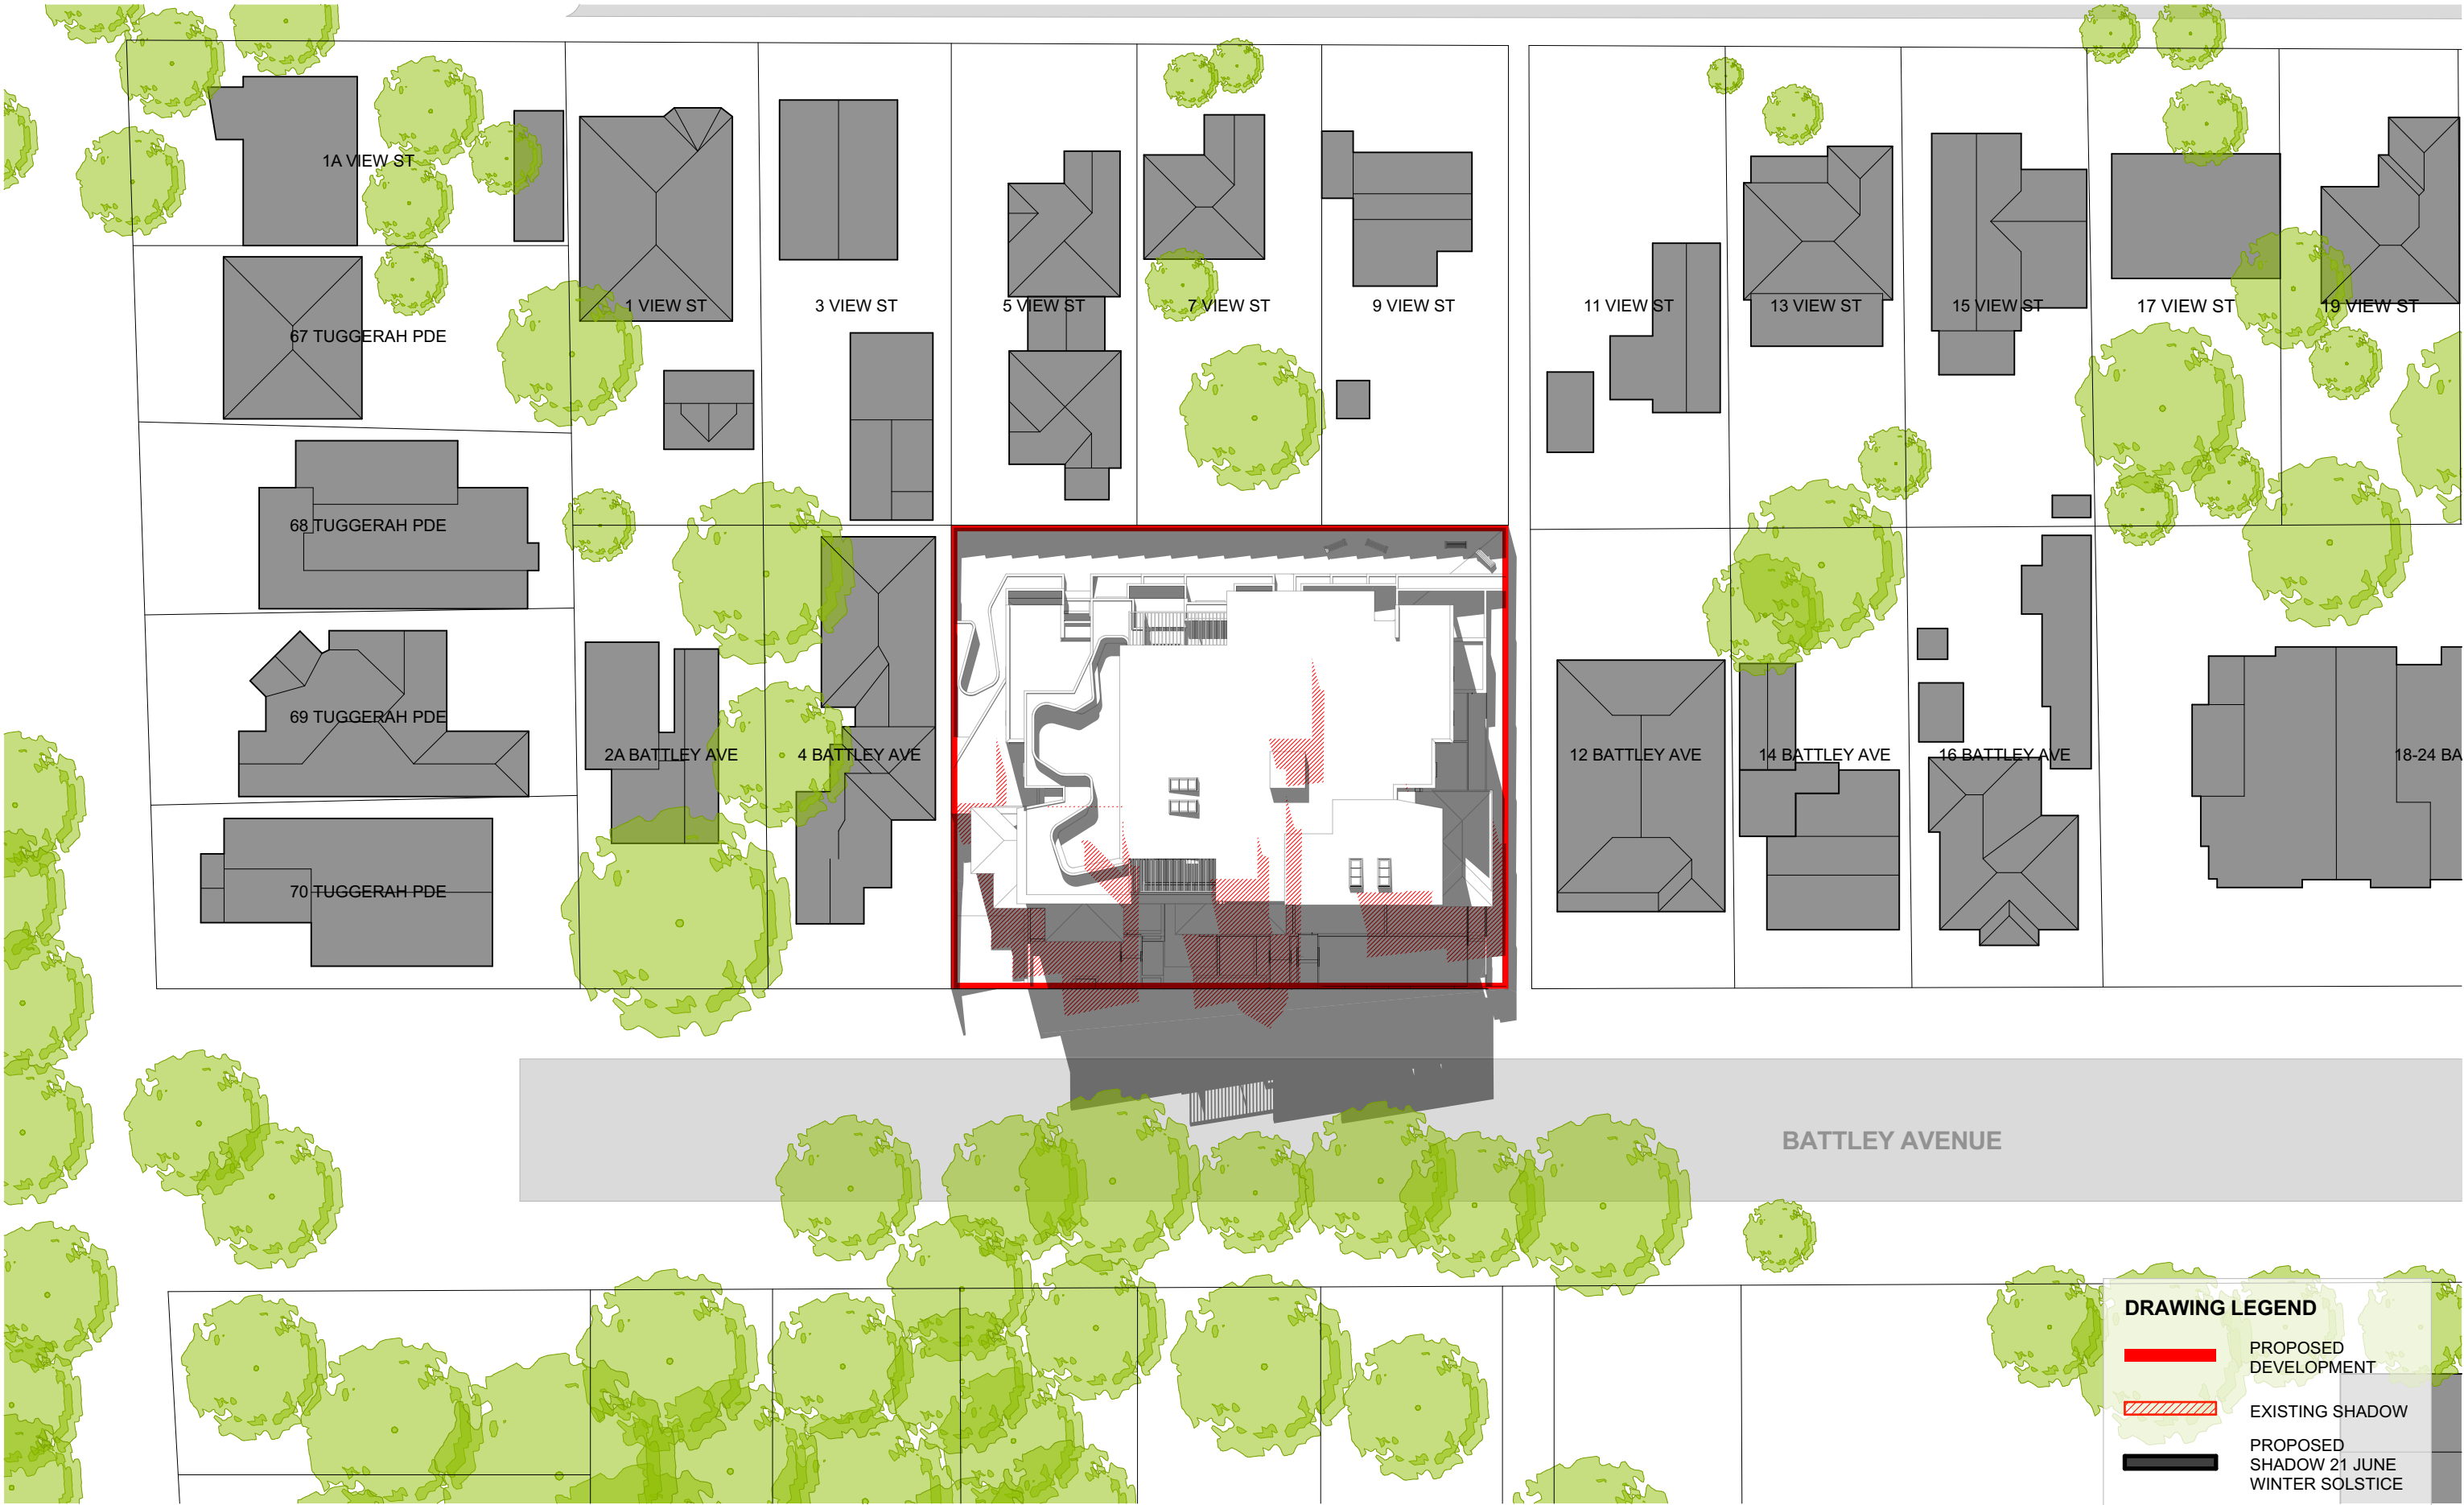 1A VIEW ST
1 VIEW ST
3 VIEW ST
5 VIEW ST
7 VIEW ST
9 VIEW ST
11 VIEW ST
13 VIEW ST
15 VIEW ST
17 VIEW ST
19 VIEW ST
67 TUGGERAH PDE
68 TUGGERAH PDE
69 TUGGERAH PDE
2A BATTLEY AVE
4 BATTLEY AVE
12 BATTLEY AVE
14 BATTLEY AVE
16 BATTLEY AVE
18-24 BA
70 TUGGERAH PDE
BATTLEY AVENUE
DRAWING LEGEND
PROPOSED
DEVELOPMENT
EXISTING SHADOW
PROPOSED
SHADOW 21 JUNE
WINTER SOLSTICE